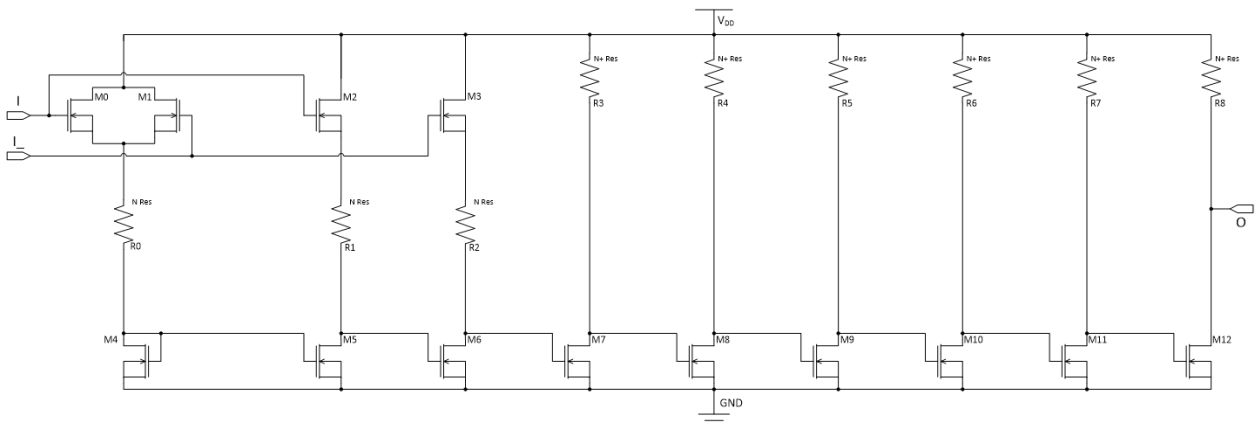 V_DD
N+ Res
N+ Res
N+ Res
N+ Res
N+ Res
N+ Res
I
M0
M1
M2
M3
R3
R4
R5
R6
R7
R8
I_
N Res
N Res
N Res
R0
R1
R2
O
M4
M5
M6
M7
M8
M9
M10
M11
M12
GND